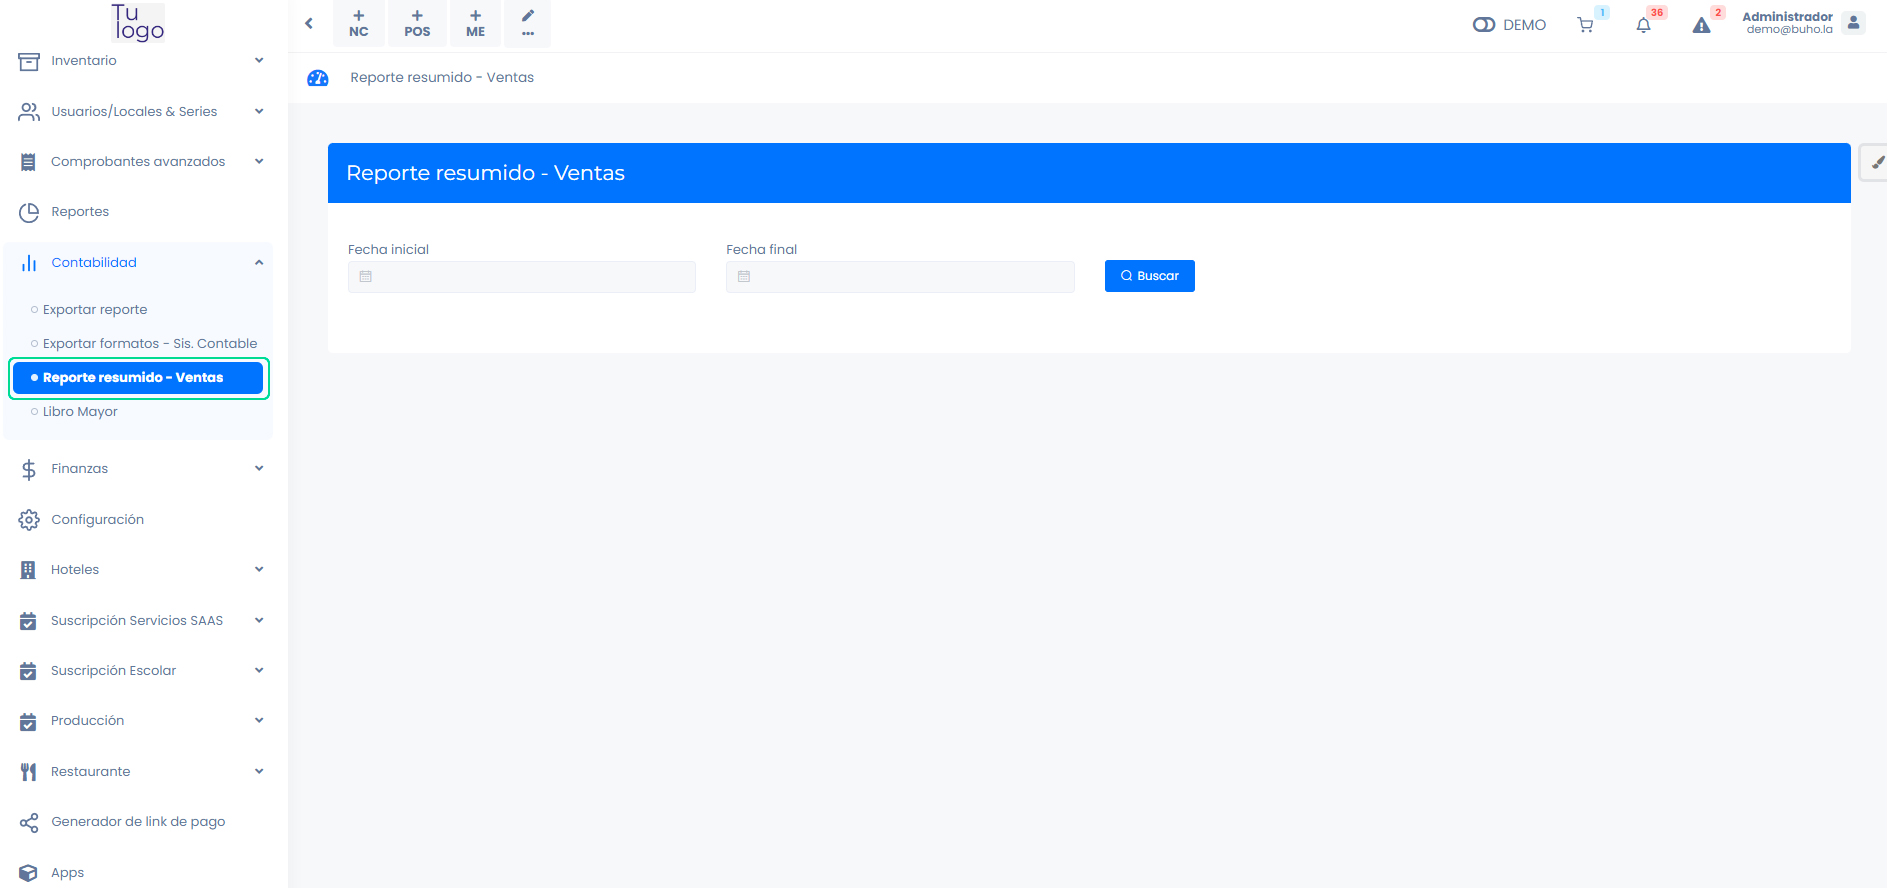 Tu
logo
Inventario
Usuarios/Locales & Series
Comprobantes avanzados
Reportes
Contabilidad
Exportar reporte
Exportar formatos - Sis. Contable
Reporte resumido - Ventas
Libro Mayor
Finanzas
Configuración
Hoteles
Suscripción Servicios SAAS
Suscripción Escolar
Producción
Restaurante
Generador de link de pago
Apps
+ + +
NC POS ME ...
DEMO 1 36 2
Administrador
demo@buho.la
Reporte resumido - Ventas
Reporte resumido - Ventas
Fecha inicial Fecha final
Buscar